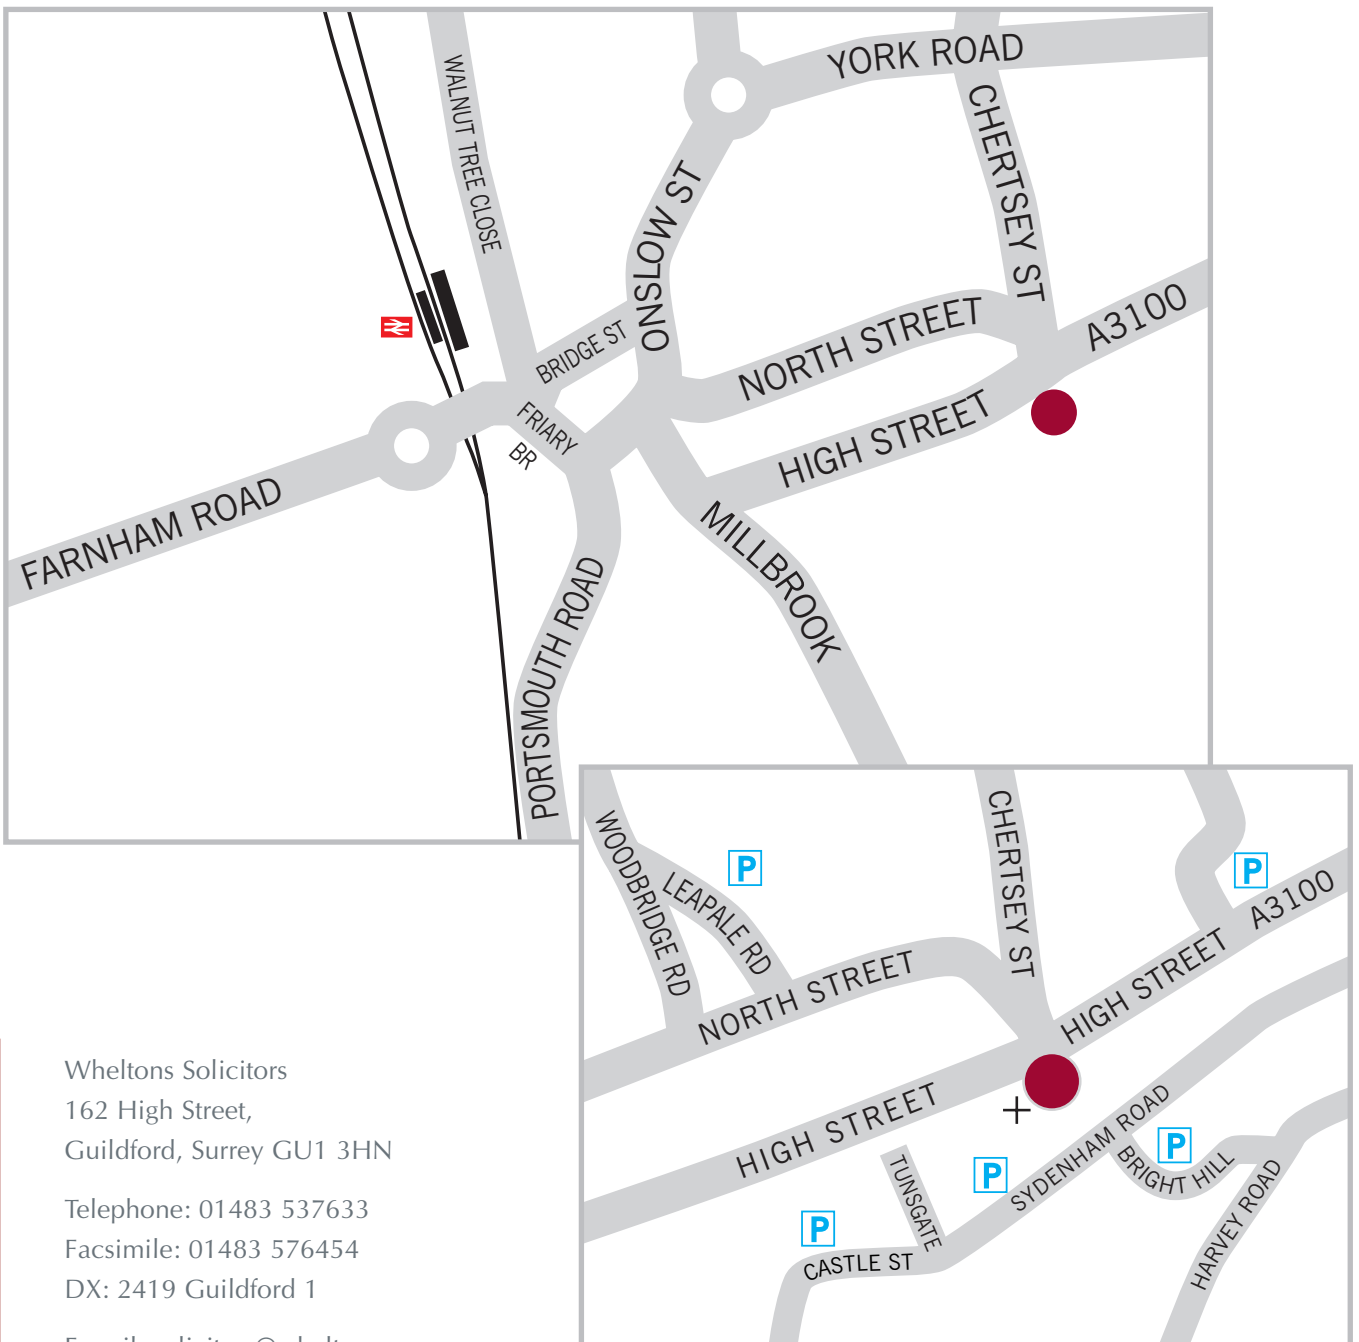 YORK ROAD
WALNUT TREE CLOSE
CHERTSEY ST
ONSLOW ST
A3100
BRIDGE ST
NORTH STREET
FRIARY
BR
HIGH STREET
FARNHAM ROAD
MILLBROOK
PORTSMOUTH ROAD
WOODBRIDGE RD
LEAPALE RD
P
CHERTSEY ST
P
A3100
NORTH STREET
HIGH STREET
HIGH STREET
SYDENHAM ROAD
P
BRIGHT HILL
P
TUNSGATE
HARVEY ROAD
P
CASTLE ST
Wheltons Solicitors
162 High Street,
Guildford, Surrey GU1 3HN
Telephone: 01483 537633
Facsimile: 01483 576454
DX: 2419 Guildford 1